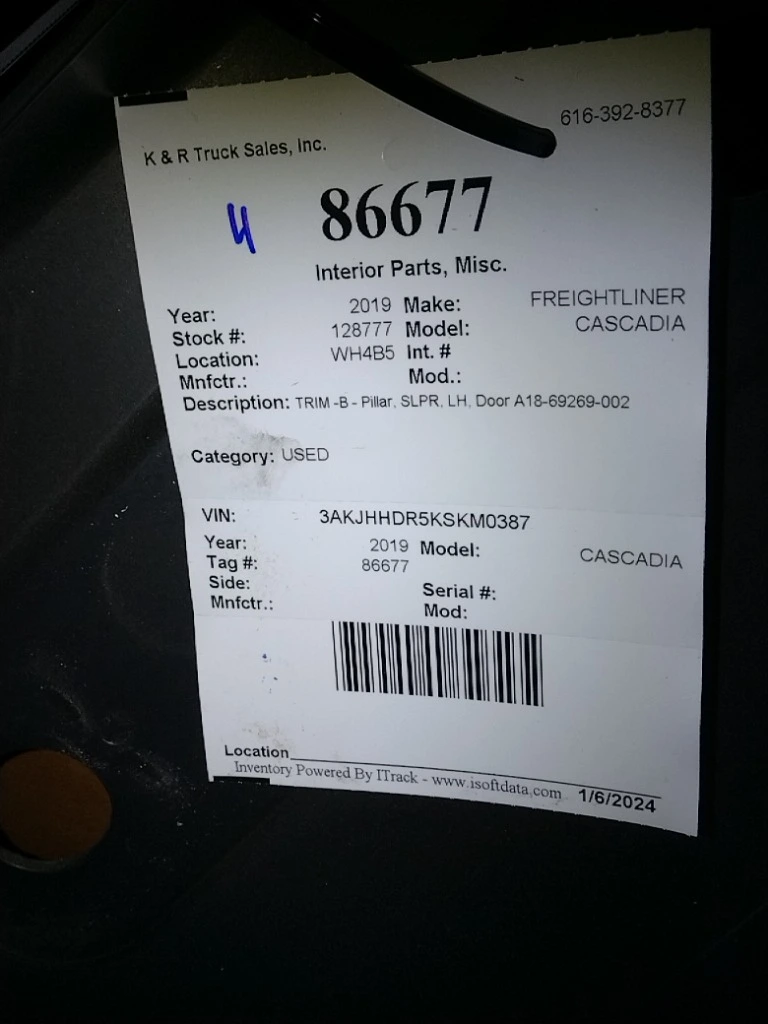 616-392-8377
K & R Truck Sales, Inc.
86677
Interior Parts, Misc.
Year: 2019 Make: FREIGHTLINER
Stock #: 128777 Model: CASCADIA
Location: WH4B5 Int. #
Mnfctr.: Mod.:
Description: TRIM -B - Pillar, SLPR, LH, Door A18-69269-002
Category: USED
VIN: 3AKJHHDR5KSKM0387
Year: 2019 Model: CASCADIA
Tag #: 86677
Side: Serial #:
Mnfctr.: Mod:
Location
Inventory Powered By ITrack - www.isoftdata.com 1/6/2024